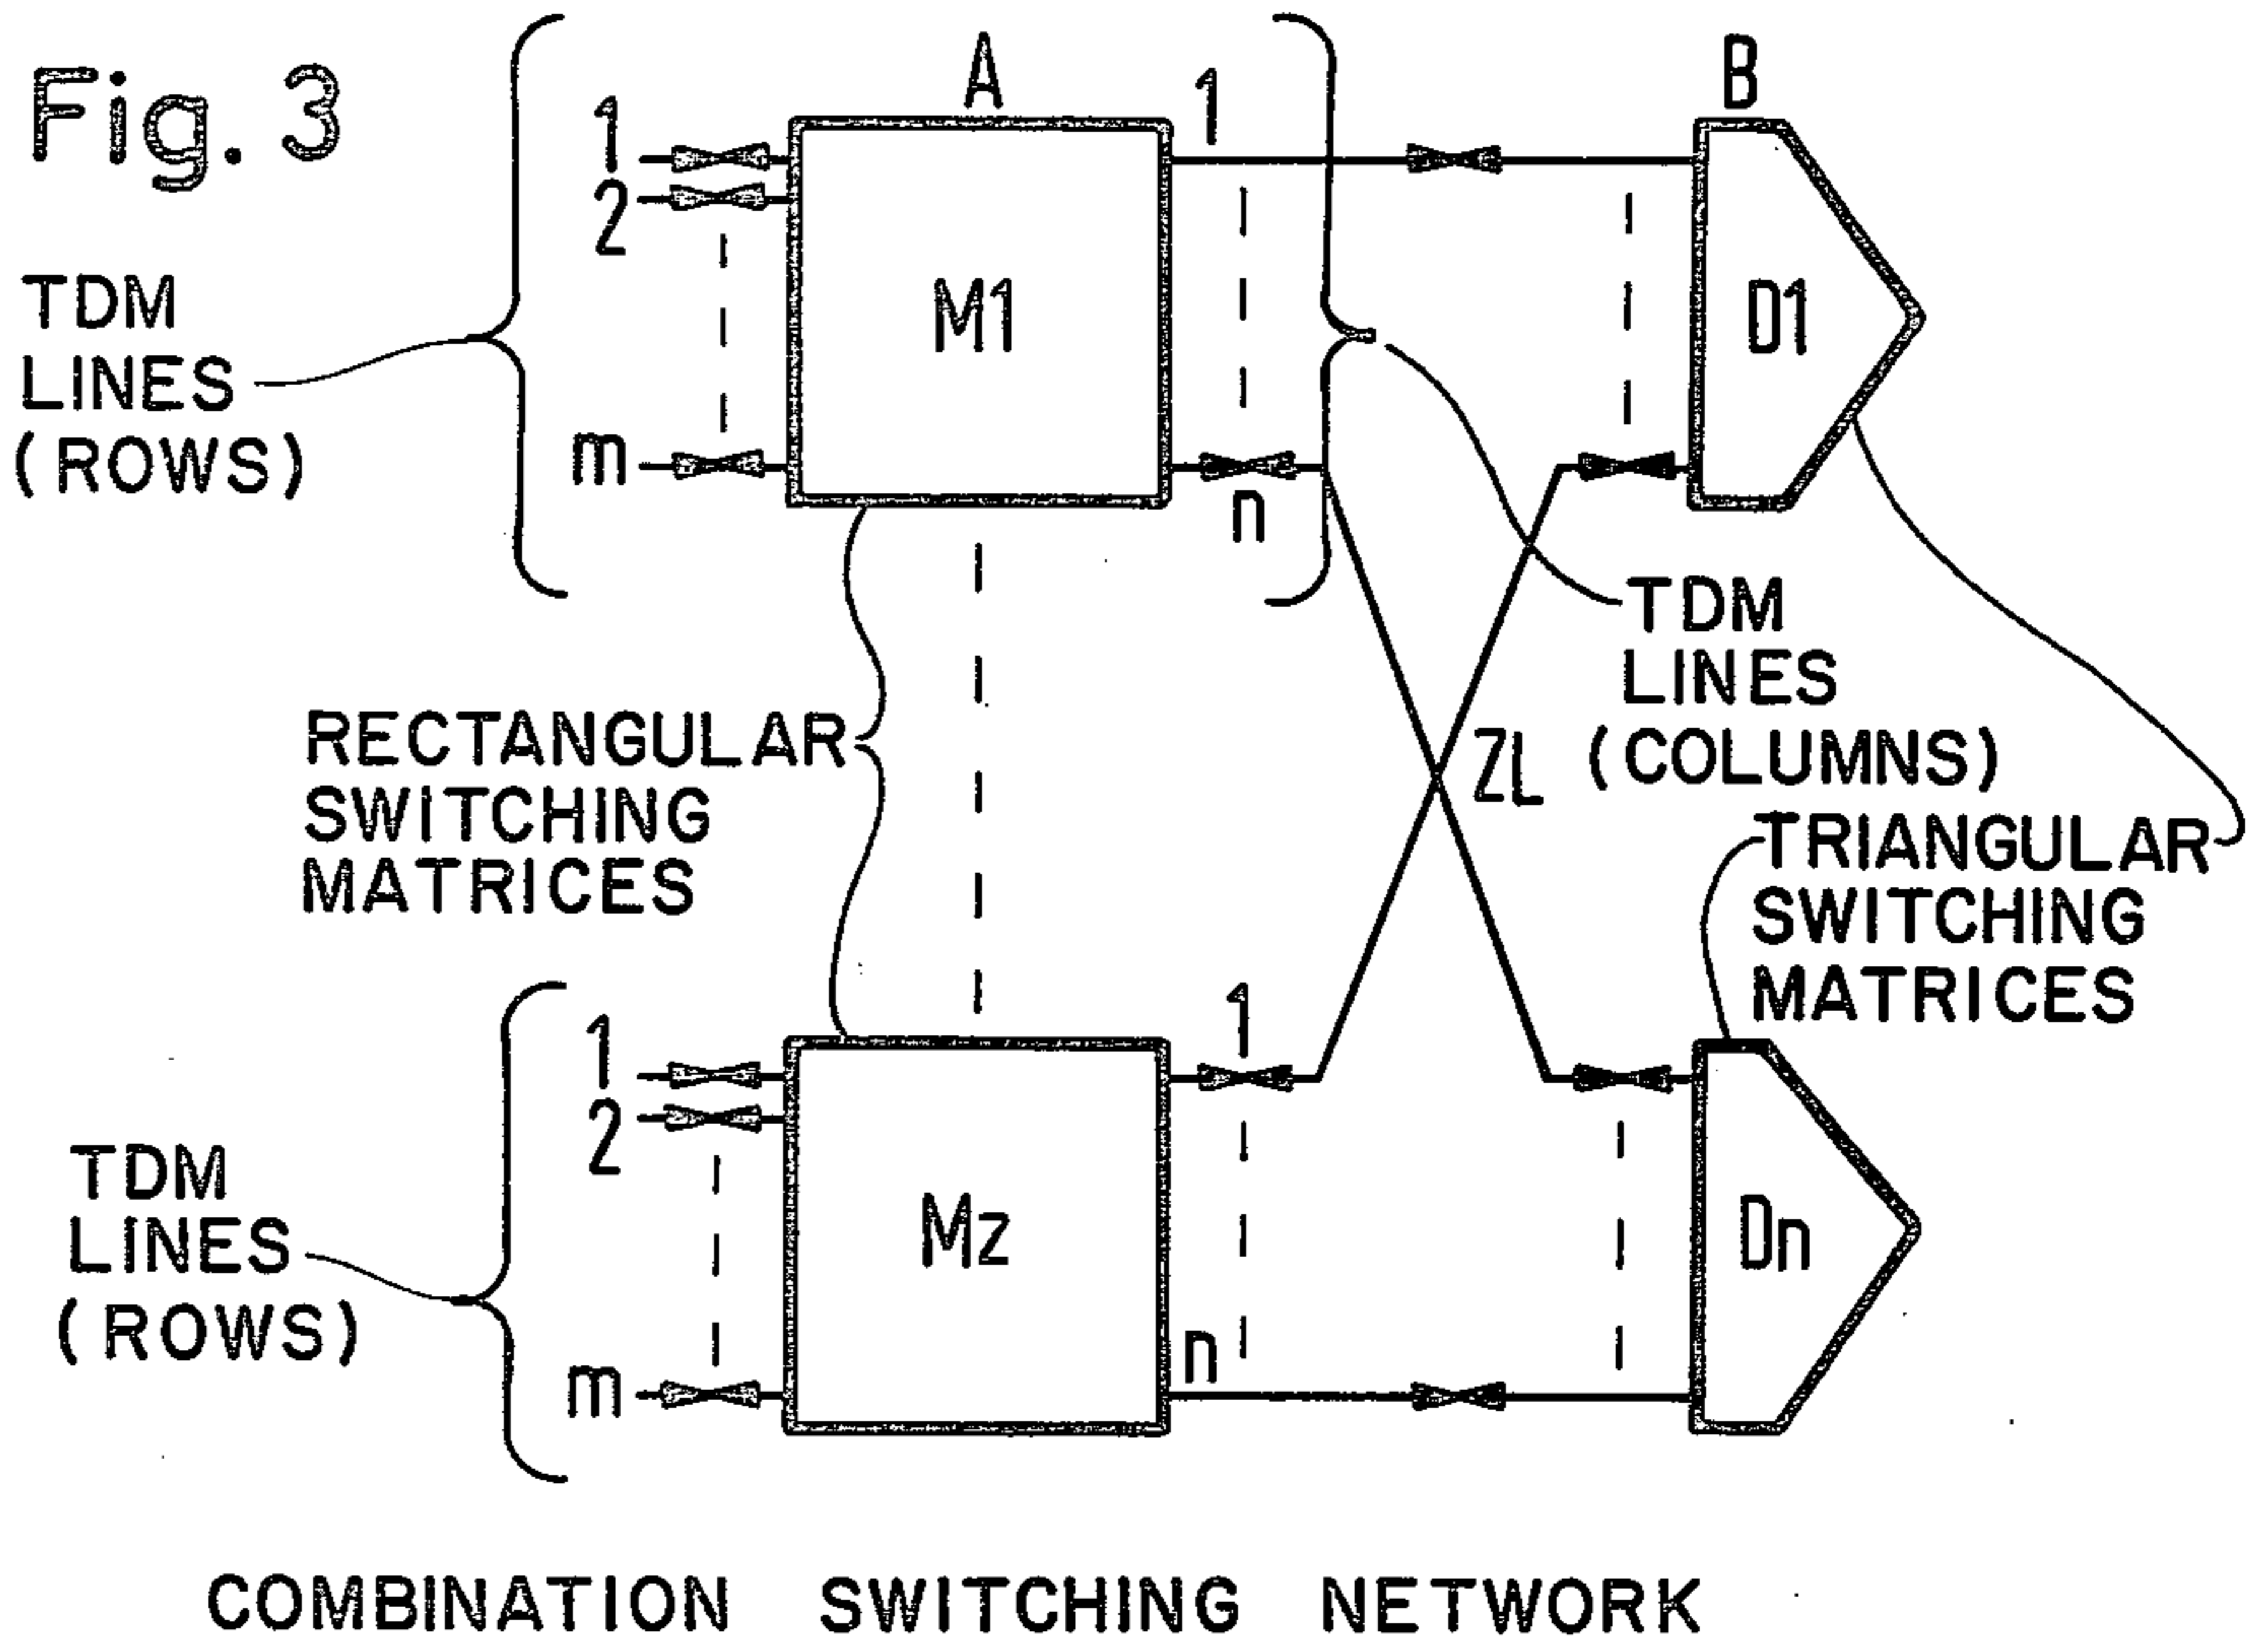 Fig. 3
A
B
1
1
2
TDM
LINES
(ROWS)
M1
D1
m
n
TDM
LINES
(COLUMNS)
RECTANGULAR
SWITCHING
MATRICES
ZL
TRIANGULAR
SWITCHING
MATRICES
1
1
2
TDM
LINES
(ROWS)
Mz
Dn
m
n
COMBINATION SWITCHING NETWORK